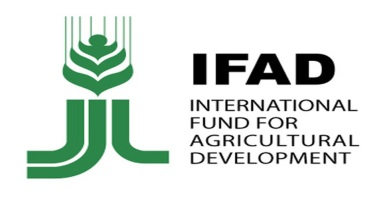 IFAD
INTERNATIONAL
FUND FOR
AGRICULTURAL
DEVELOPMENT